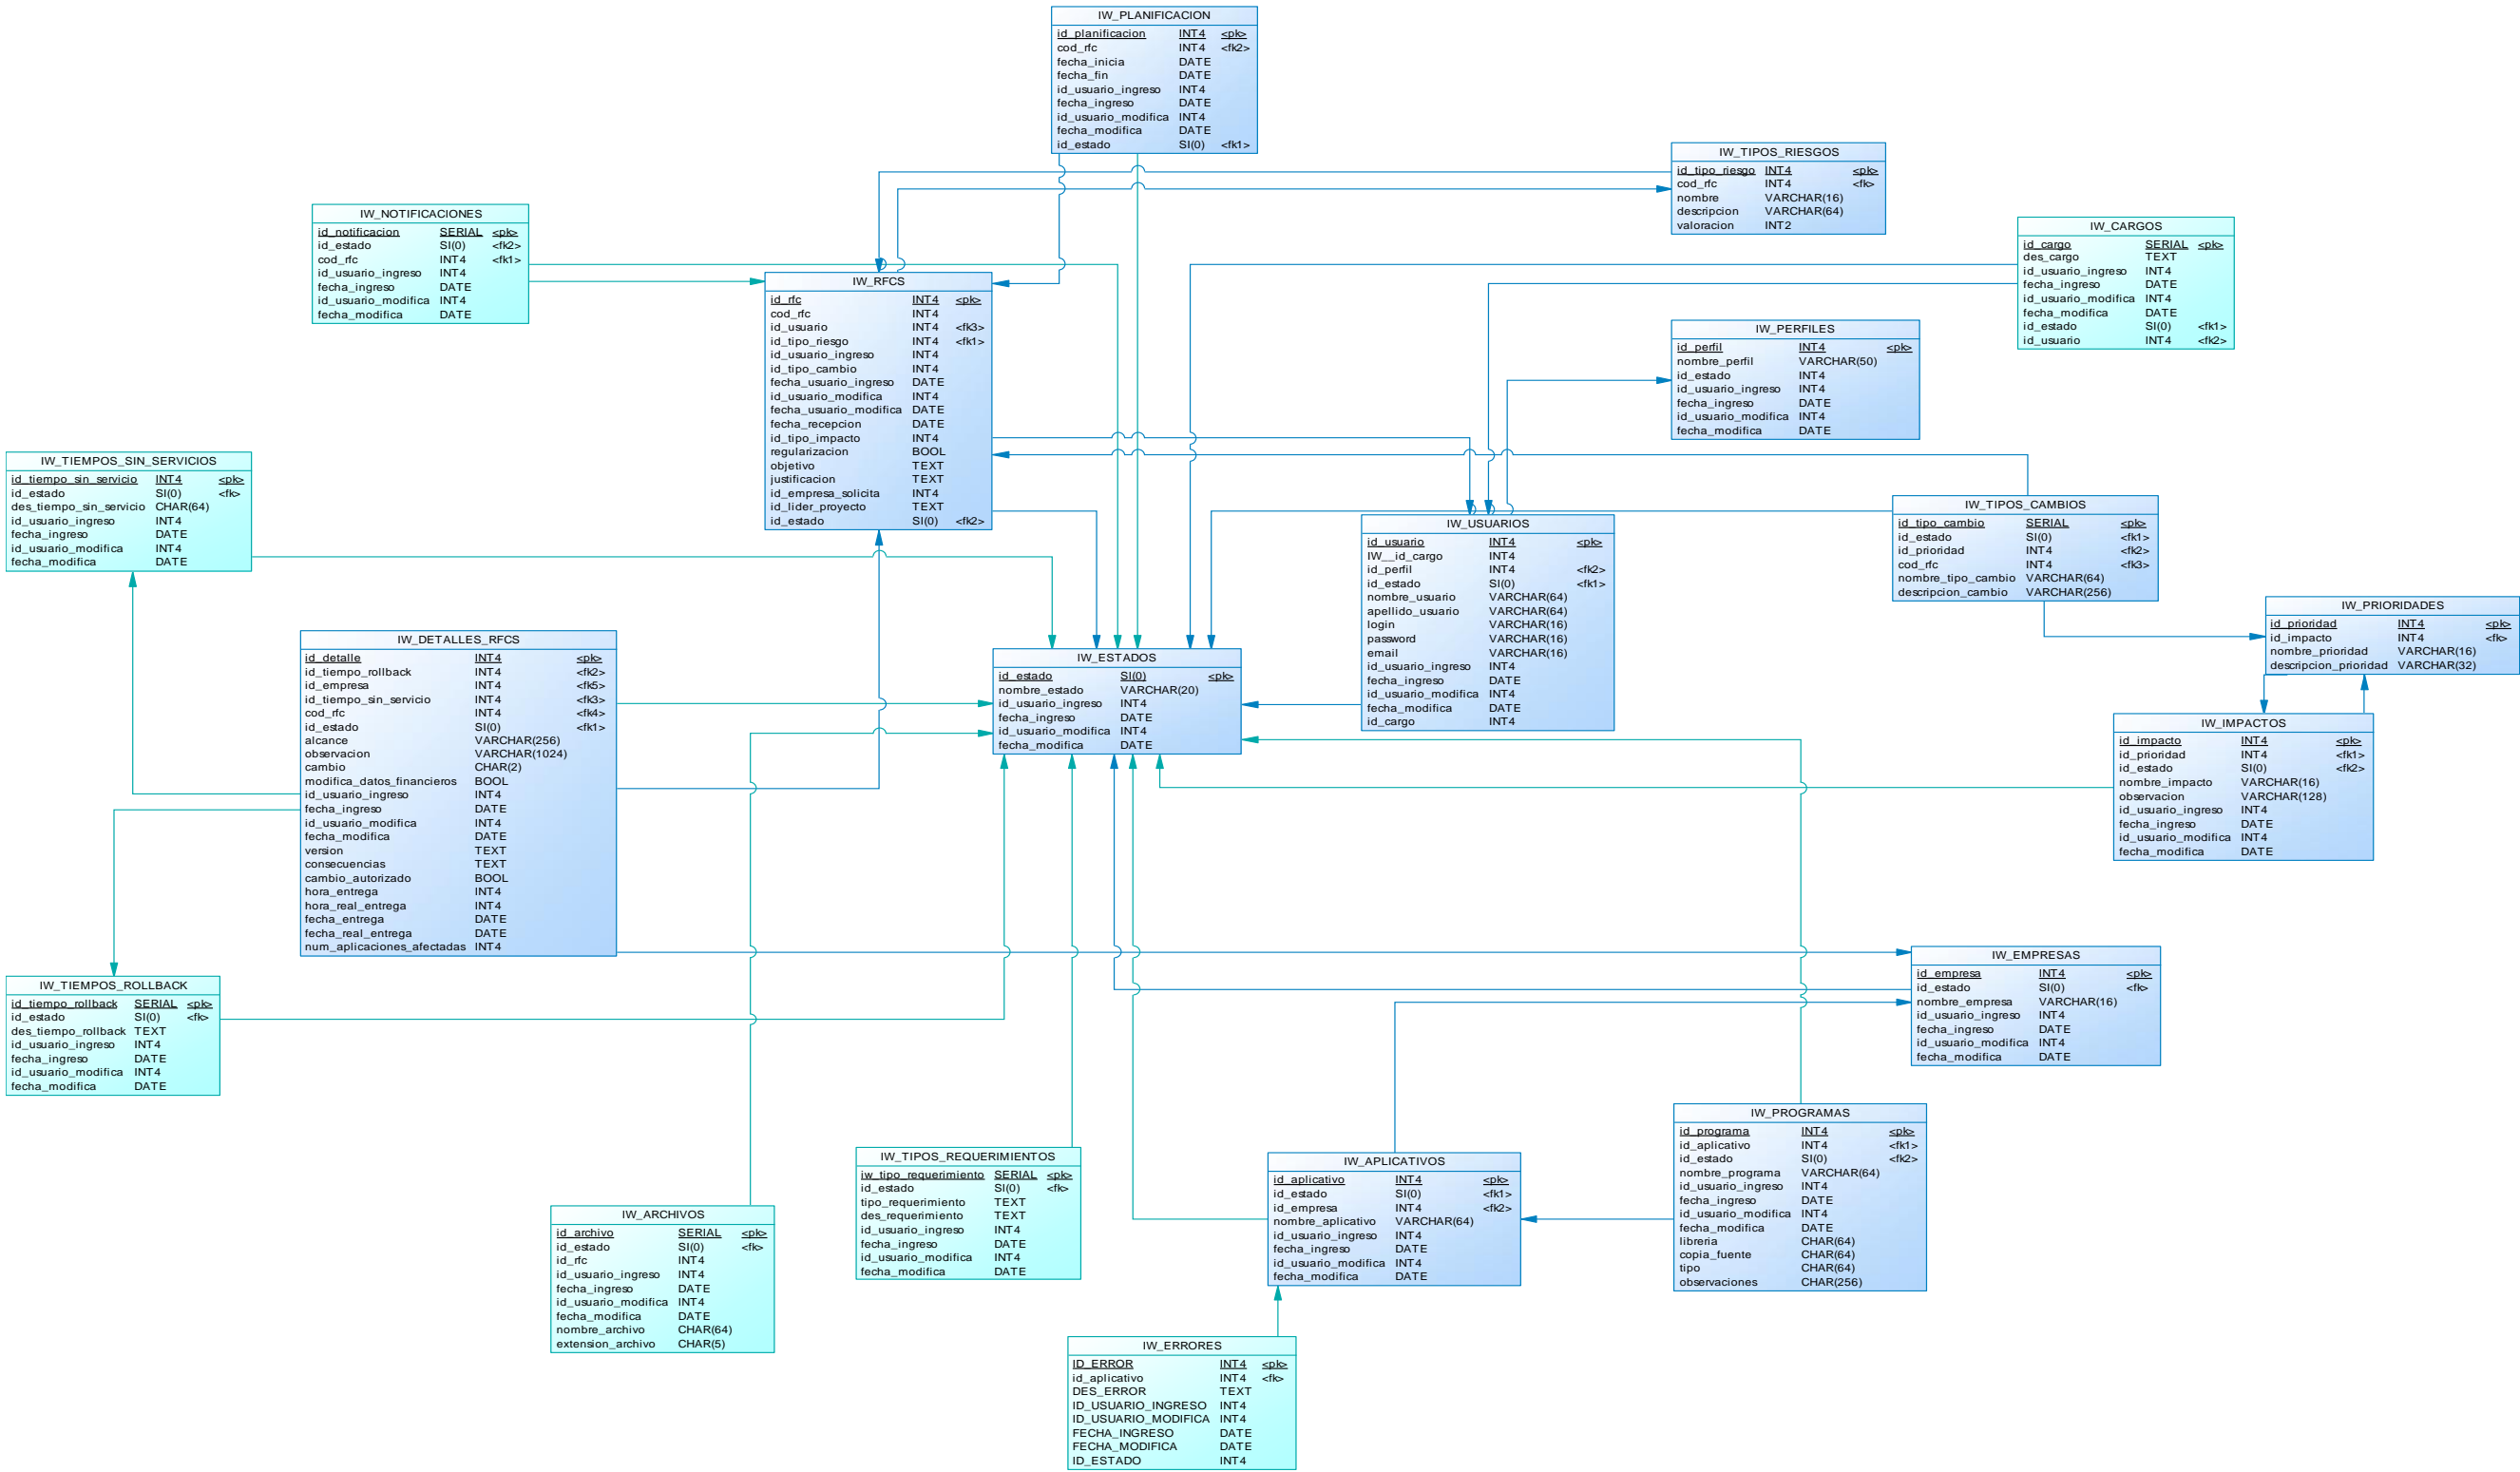 IW_PLANIFICACION
id_planificacion INT4 <pk>
cod_rfc INT4 <fk2>
fecha_inicia DATE
fecha_fin DATE
id_usuario_ingreso INT4
fecha_ingreso DATE
id_usuario_modifica INT4
fecha_modifica DATE
id_estado SI(0) <fk1>
IW_TIPOS_RIESGOS
id_tipo_riesgo INT4 <pk>
cod_rfc INT4 <fk>
nombre VARCHAR(16)
descripcion VARCHAR(64)
valoracion INT2
IW_NOTIFICACIONES
id_notificacion SERIAL <pk>
id_estado SI(0) <fk2>
cod_rfc INT4 <fk1>
id_usuario_ingreso INT4
fecha_ingreso DATE
id_usuario_modifica INT4
fecha_modifica DATE
IW_CARGOS
id_cargo SERIAL <pk>
des_cargo TEXT
id_usuario_ingreso INT4
fecha_ingreso DATE
id_usuario_modifica INT4
fecha_modifica DATE
id_estado SI(0) <fk1>
id_usuario INT4 <fk2>
IW_RFCS
id_rfc INT4 <pk>
cod_rfc INT4
id_usuario INT4 <fk3>
id_tipo_riesgo INT4 <fk1>
id_usuario_ingreso INT4
id_tipo_cambio INT4
fecha_usuario_ingreso DATE
id_usuario_modifica INT4
fecha_usuario_modifica DATE
fecha_recepcion DATE
id_tipo_impacto INT4
regularizacion BOOL
objetivo TEXT
justificacion TEXT
id_empresa_solicita INT4
id_lider_proyecto TEXT
id_estado SI(0) <fk2>
IW_PERFILES
id_perfil INT4 <pk>
nombre_perfil VARCHAR(50)
id_estado INT4
id_usuario_ingreso INT4
fecha_ingreso DATE
id_usuario_modifica INT4
fecha_modifica DATE
IW_TIEMPOS_SIN_SERVICIOS
id_tiempo_sin_servicio INT4 <pk>
id_estado SI(0) <fk>
des_tiempo_sin_servicio CHAR(64)
id_usuario_ingreso INT4
fecha_ingreso DATE
id_usuario_modifica INT4
fecha_modifica DATE
IW_TIPOS_CAMBIOS
id_tipo_cambio SERIAL <pk>
id_estado SI(0) <fk1>
id_prioridad INT4 <fk2>
cod_rfc INT4 <fk3>
nombre_tipo_cambio VARCHAR(64)
descripcion_cambio VARCHAR(256)
IW_USUARIOS
id_usuario INT4 <pk>
IW__id_cargo INT4
id_perfil INT4 <fk2>
id_estado SI(0) <fk1>
nombre_usuario VARCHAR(64)
apellido_usuario VARCHAR(64)
login VARCHAR(16)
password VARCHAR(16)
email VARCHAR(16)
id_usuario_ingreso INT4
fecha_ingreso DATE
id_usuario_modifica INT4
fecha_modifica DATE
id_cargo INT4
IW_PRIORIDADES
id_prioridad INT4 <pk>
id_impacto INT4 <fk>
nombre_prioridad VARCHAR(16)
descripcion_prioridad VARCHAR(32)
IW_DETALLES_RFCS
id_detalle INT4 <pk>
id_tiempo_rollback INT4 <fk2>
id_empresa INT4 <fk5>
id_tiempo_sin_servicio INT4 <fk3>
cod_rfc INT4 <fk4>
id_estado SI(0) <fk1>
alcance VARCHAR(256)
observacion VARCHAR(1024)
cambio CHAR(2)
modifica_datos_financieros BOOL
id_usuario_ingreso INT4
fecha_ingreso DATE
id_usuario_modifica INT4
fecha_modifica DATE
version TEXT
consecuencias TEXT
cambio_autorizado BOOL
hora_entrega INT4
hora_real_entrega INT4
fecha_entrega DATE
fecha_real_entrega DATE
num_aplicaciones_afectadas INT4
IW_ESTADOS
id_estado SI(0) <pk>
nombre_estado VARCHAR(20)
id_usuario_ingreso INT4
fecha_ingreso DATE
id_usuario_modifica INT4
fecha_modifica DATE
IW_IMPACTOS
id_impacto INT4 <pk>
id_prioridad INT4 <fk1>
id_estado SI(0) <fk2>
nombre_impacto VARCHAR(16)
observacion VARCHAR(128)
id_usuario_ingreso INT4
fecha_ingreso DATE
id_usuario_modifica INT4
fecha_modifica DATE
IW_EMPRESAS
id_empresa INT4 <pk>
id_estado SI(0) <fk>
nombre_empresa VARCHAR(16)
id_usuario_ingreso INT4
fecha_ingreso DATE
id_usuario_modifica INT4
fecha_modifica DATE
IW_TIEMPOS_ROLLBACK
id_tiempo_rollback SERIAL <pk>
id_estado SI(0) <fk>
des_tiempo_rollback TEXT
id_usuario_ingreso INT4
fecha_ingreso DATE
id_usuario_modifica INT4
fecha_modifica DATE
IW_PROGRAMAS
id_programa INT4 <pk>
id_aplicativo INT4 <fk1>
id_estado SI(0) <fk2>
nombre_programa VARCHAR(64)
id_usuario_ingreso INT4
fecha_ingreso DATE
id_usuario_modifica INT4
fecha_modifica DATE
libreria CHAR(64)
copia_fuente CHAR(64)
tipo CHAR(64)
observaciones CHAR(256)
IW_TIPOS_REQUERIMIENTOS
iw_tipo_requerimiento SERIAL <pk>
id_estado SI(0) <fk>
tipo_requerimiento TEXT
des_requerimiento TEXT
id_usuario_ingreso INT4
fecha_ingreso DATE
id_usuario_modifica INT4
fecha_modifica DATE
IW_APLICATIVOS
id_aplicativo INT4 <pk>
id_estado SI(0) <fk1>
id_empresa INT4 <fk2>
nombre_aplicativo VARCHAR(64)
id_usuario_ingreso INT4
fecha_ingreso DATE
id_usuario_modifica INT4
fecha_modifica DATE
IW_ARCHIVOS
id_archivo SERIAL <pk>
id_estado SI(0) <fk>
id_rfc INT4
id_usuario_ingreso INT4
fecha_ingreso DATE
id_usuario_modifica INT4
fecha_modifica DATE
nombre_archivo CHAR(64)
extension_archivo CHAR(5)
IW_ERRORES
ID_ERROR INT4 <pk>
id_aplicativo INT4 <fk>
DES_ERROR TEXT
ID_USUARIO_INGRESO INT4
ID_USUARIO_MODIFICA INT4
FECHA_INGRESO DATE
FECHA_MODIFICA DATE
ID_ESTADO INT4